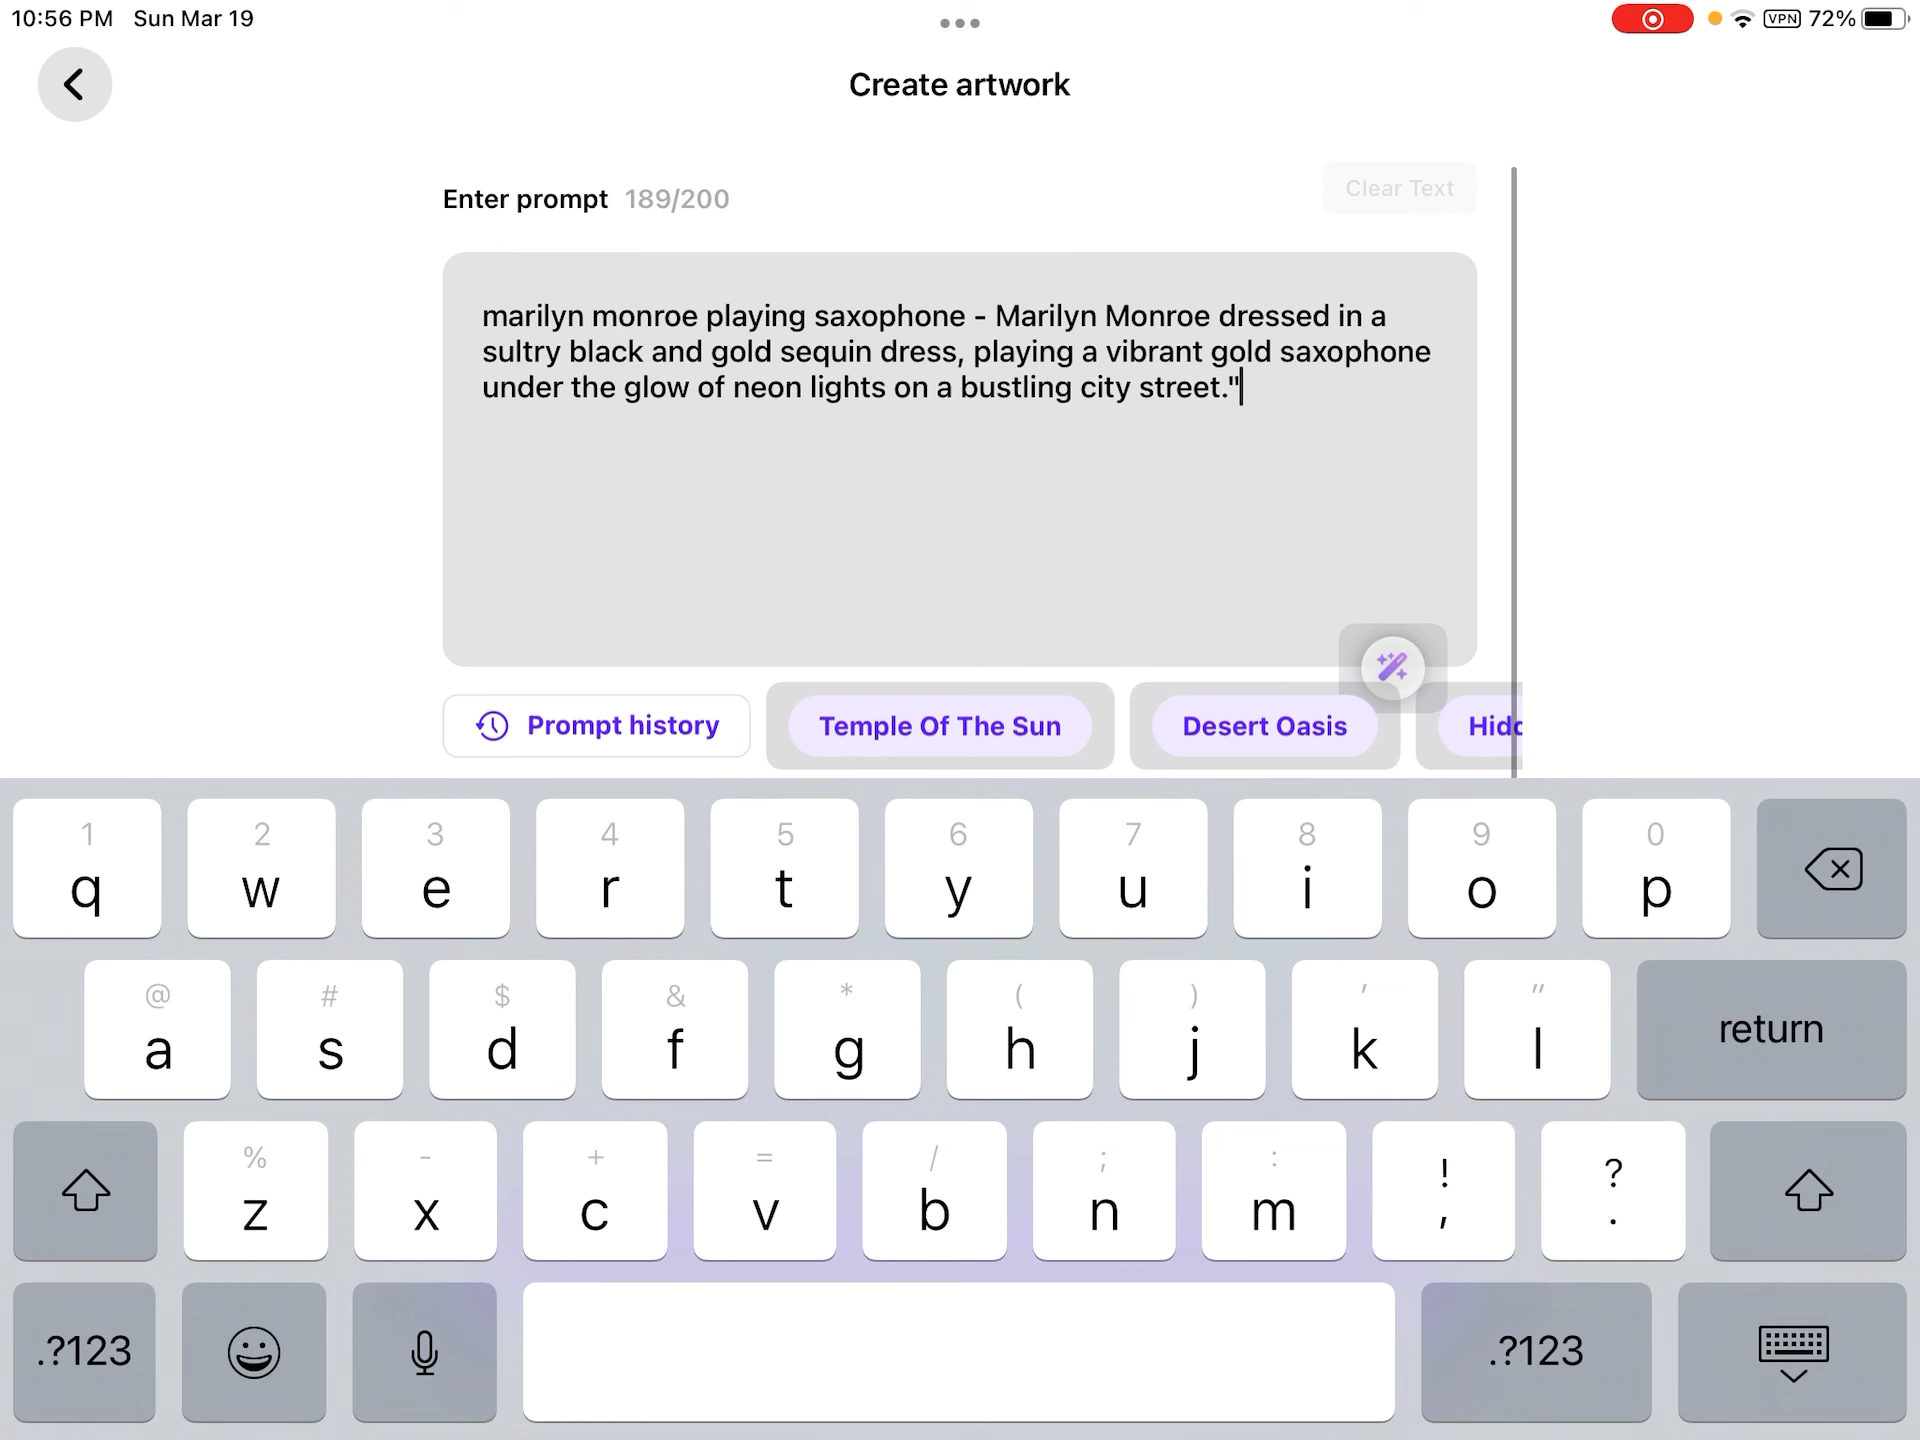 10:56 PM Sun Mar 19
VPN 72%
Create artwork
Enter prompt 189/200
Clear Text
marilyn monroe playing saxophone - Marilyn Monroe dressed in a
sultry black and gold sequin dress, playing a vibrant gold saxophone
under the glow of neon lights on a bustling city street."
Prompt history
Temple Of The Sun
Desert Oasis
Hidd
1 2 3 4 5 6 7 8 9 0
q w e r t y u i o p
@ # $ & * ( ) ' "
a s d f g h j k l return
% - + = / ; : ! ?
z x c v b n m , .
.?123 .?123